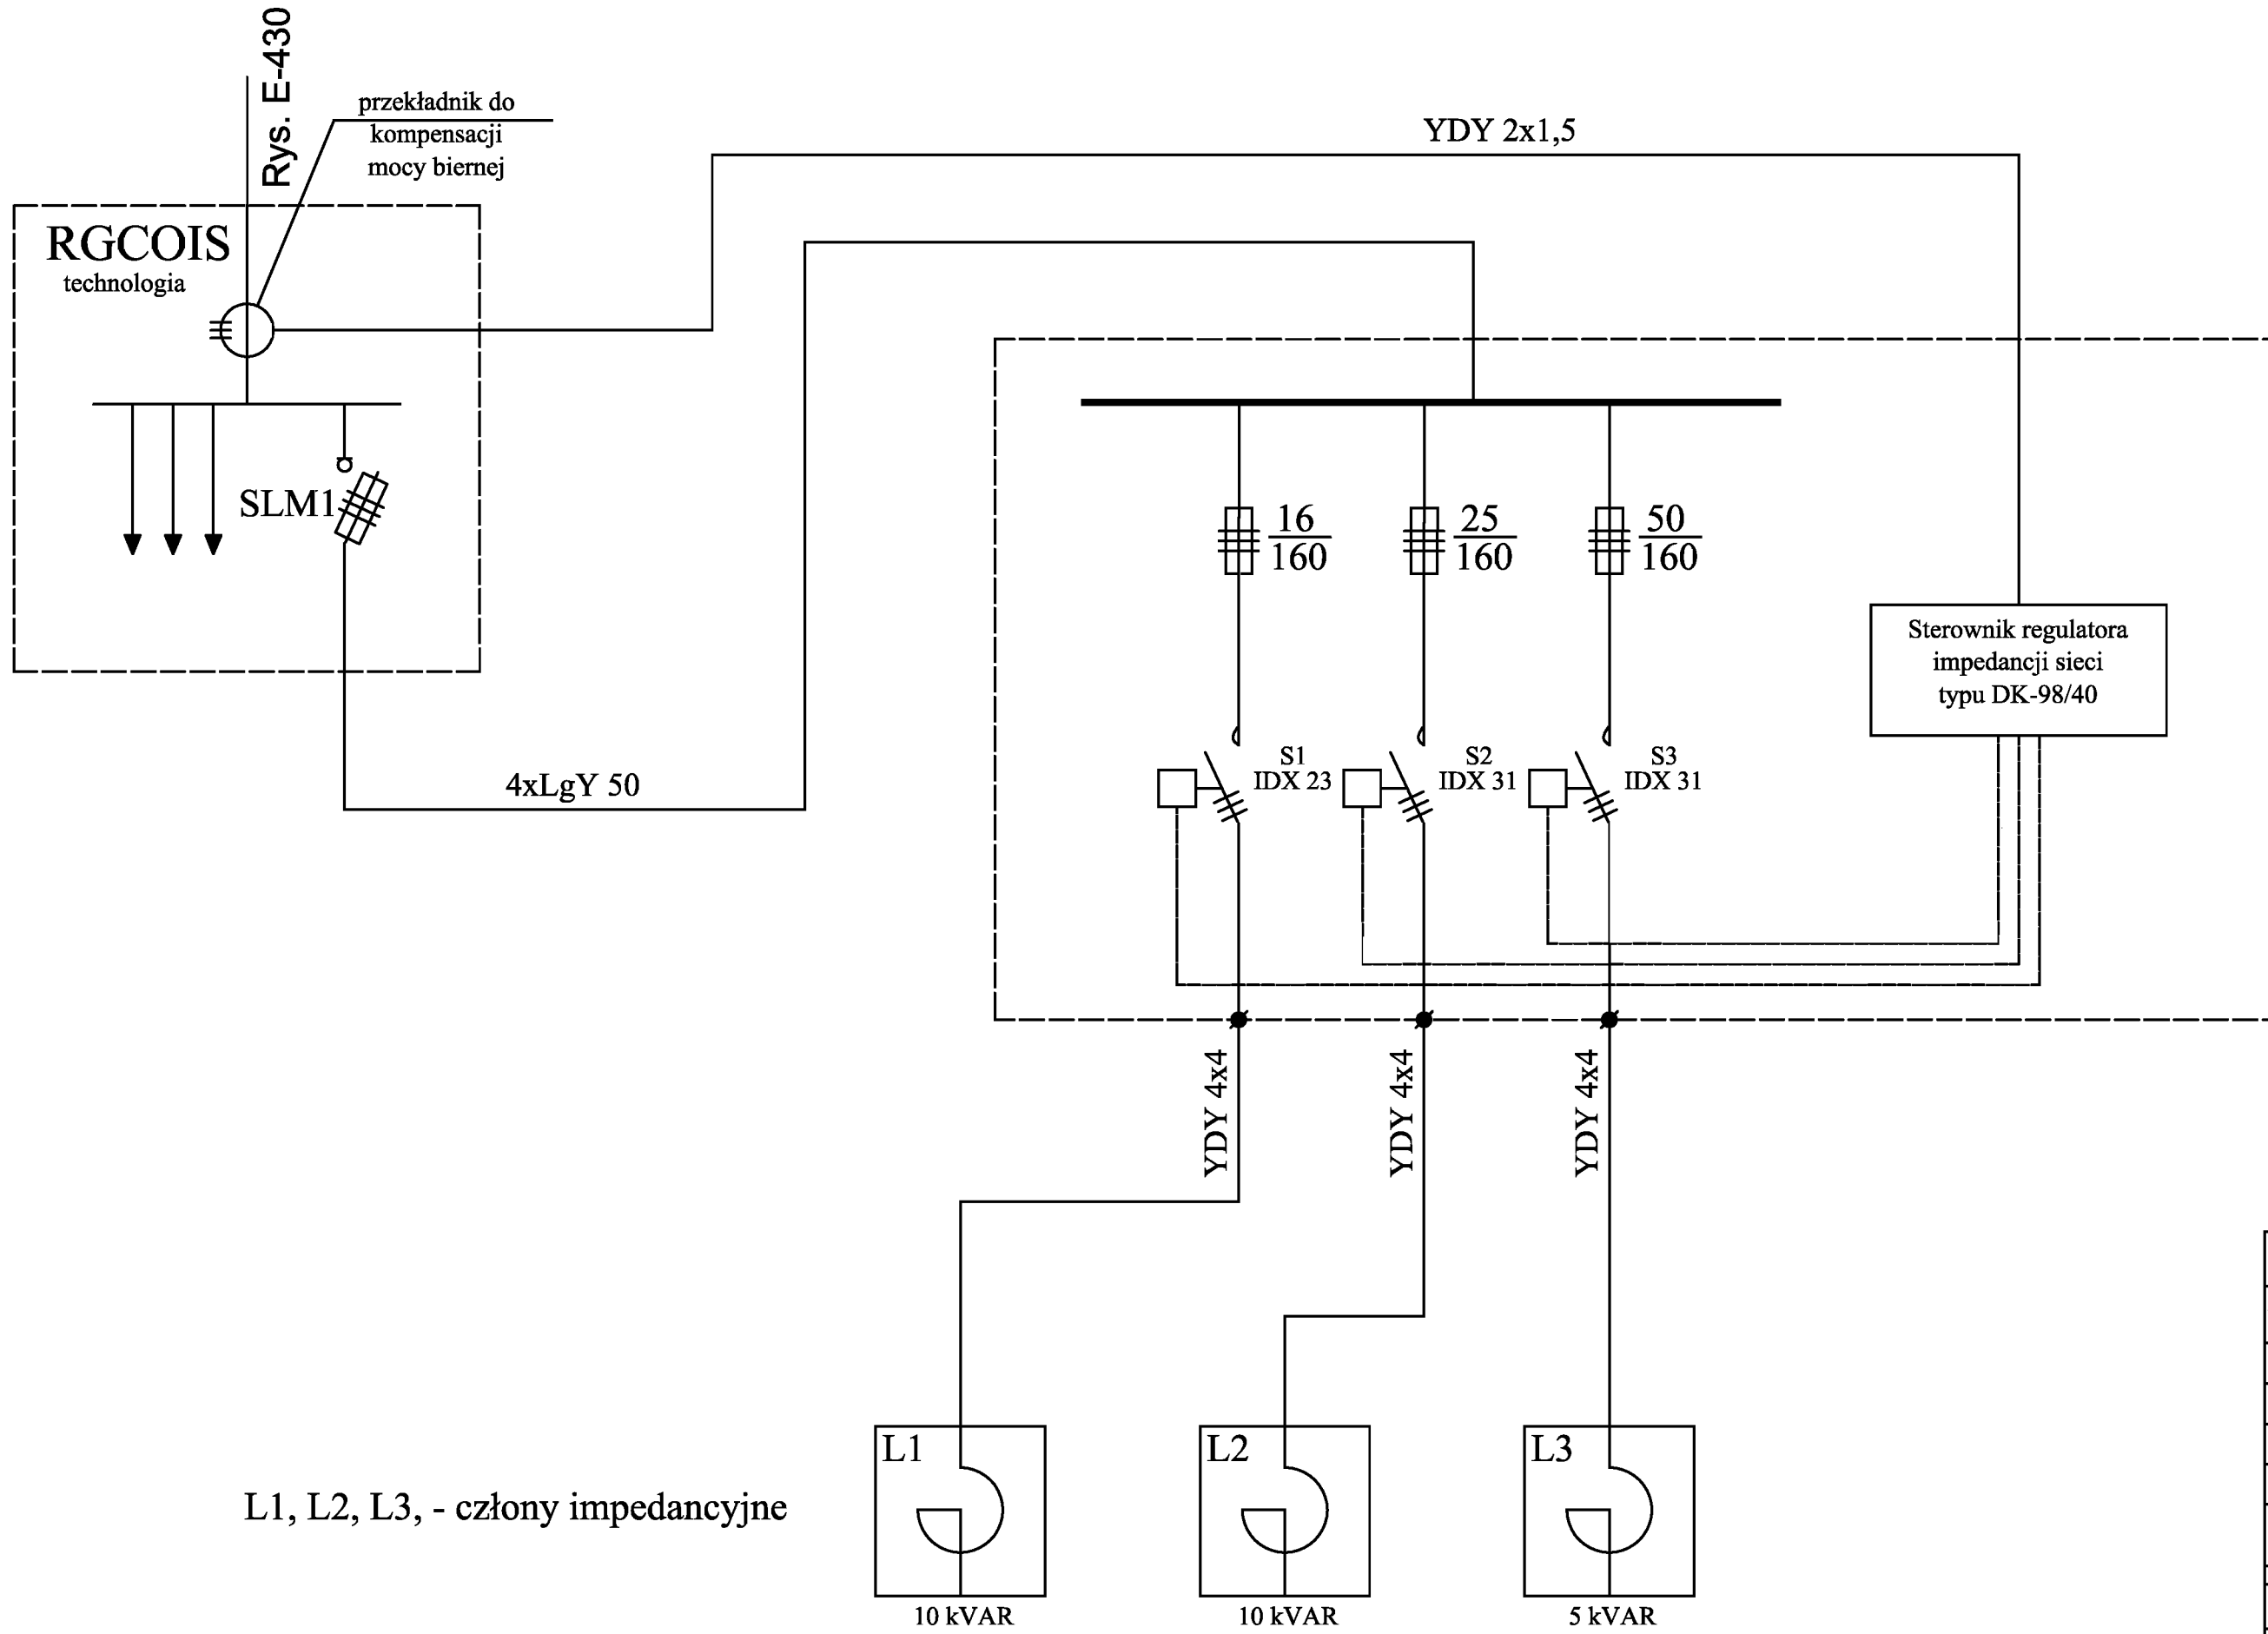 Rys. E-430
przekładnik do
kompensacji
mocy biernej
YDY 2x1,5
RGCOIS
technologia
SLM1
16
160
25
160
50
160
Sterownik regulatora
impedancji sieci
typu DK-98/40
S1
IDX 23
S2
IDX 31
S3
IDX 31
4xLgY 50
YDY 4x4
YDY 4x4
YDY 4x4
L1
L2
L3
L1, L2, L3, - człony impedancyjne
10 kVAR
10 kVAR
5 kVAR